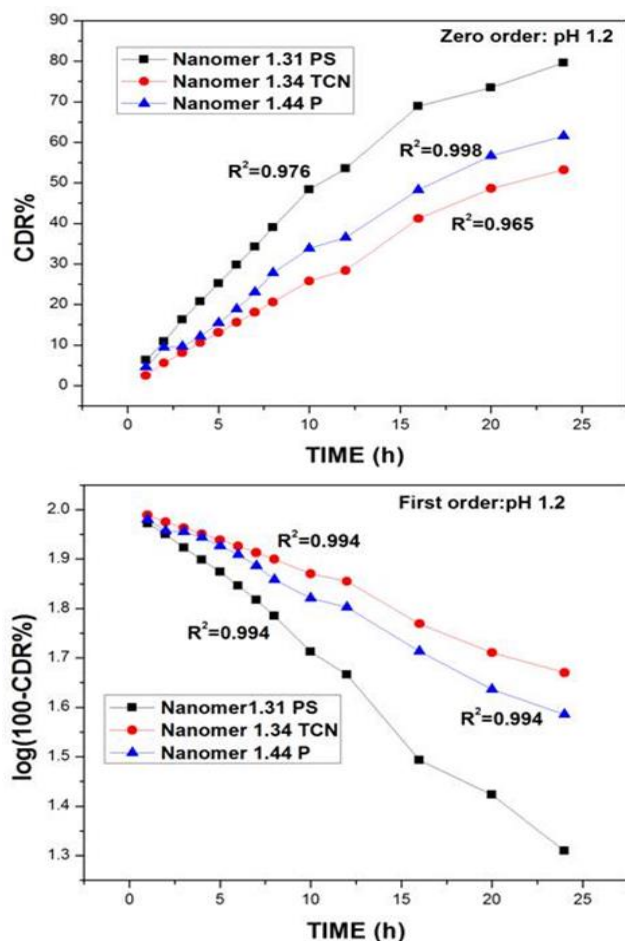 Zero order: pH 1.2
Nanomer 1.31 PS
Nanomer 1.34 TCN
Nanomer 1.44 P
R²=0.976
R²=0.998
R²=0.965
CDR%
90
80
70
60
50
40
30
20
10
0
0 5 10 15 20 25
TIME (h)
First order:pH 1.2
R²=0.994
R²=0.994
R²=0.994
Nanomer1.31 PS
Nanomer 1.34 TCN
Nanomer 1.44 P
log(100-CDR%)
2.0
1.9
1.8
1.7
1.6
1.5
1.4
1.3
0 5 10 15 20 25
TIME (h)